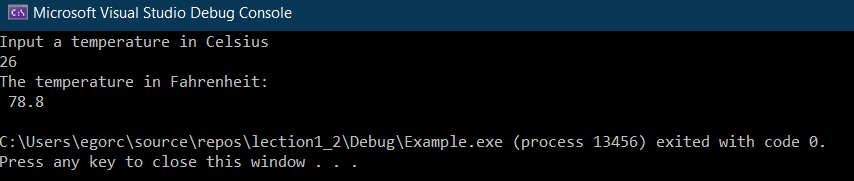 Microsoft Visual Studio Debug Console
Input a temperature in Celsius
26
The temperature in Fahrenheit:
78.8
C:\Users\egorc\source\repos\lection1_2\Debug\Example.exe (process 13456) exited with code 0.
Press any key to close this window . . .